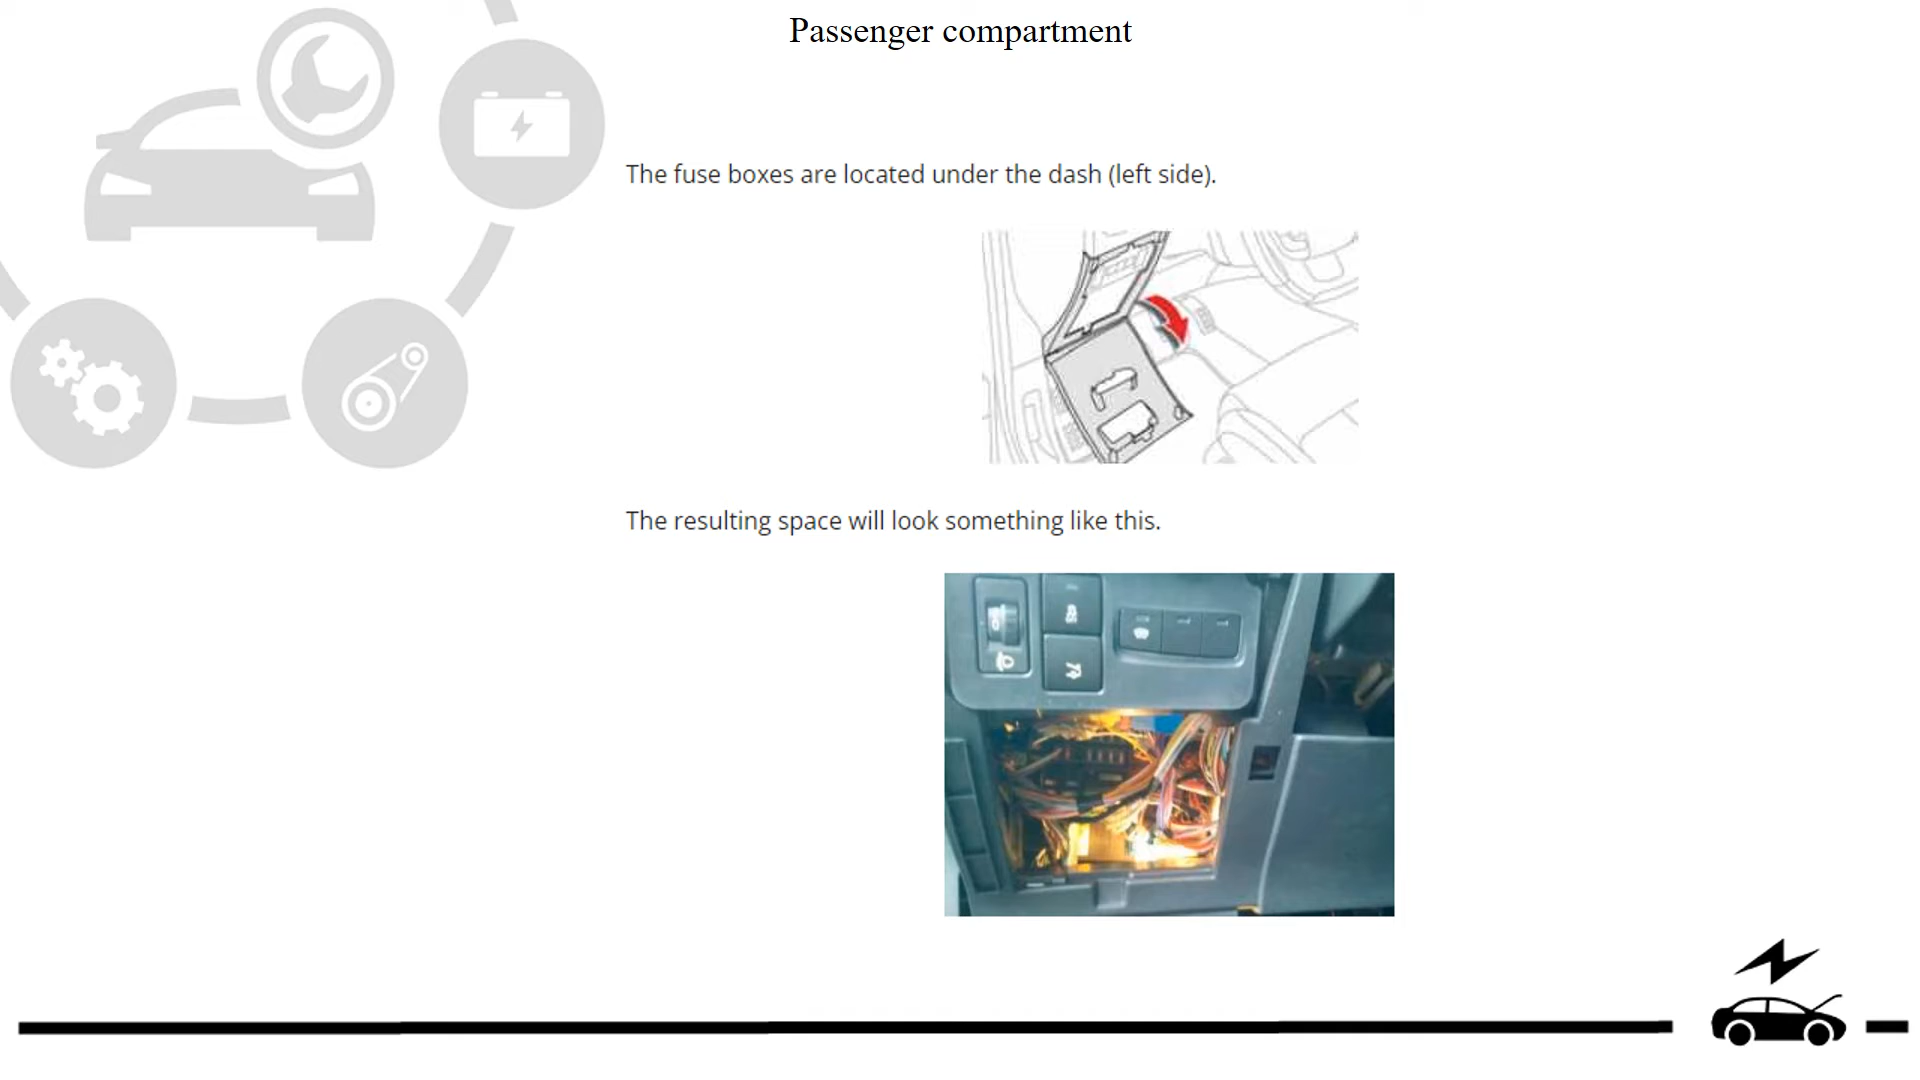 Passenger compartment
The fuse boxes are located under the dash (left side).
The resulting space will look something like this.